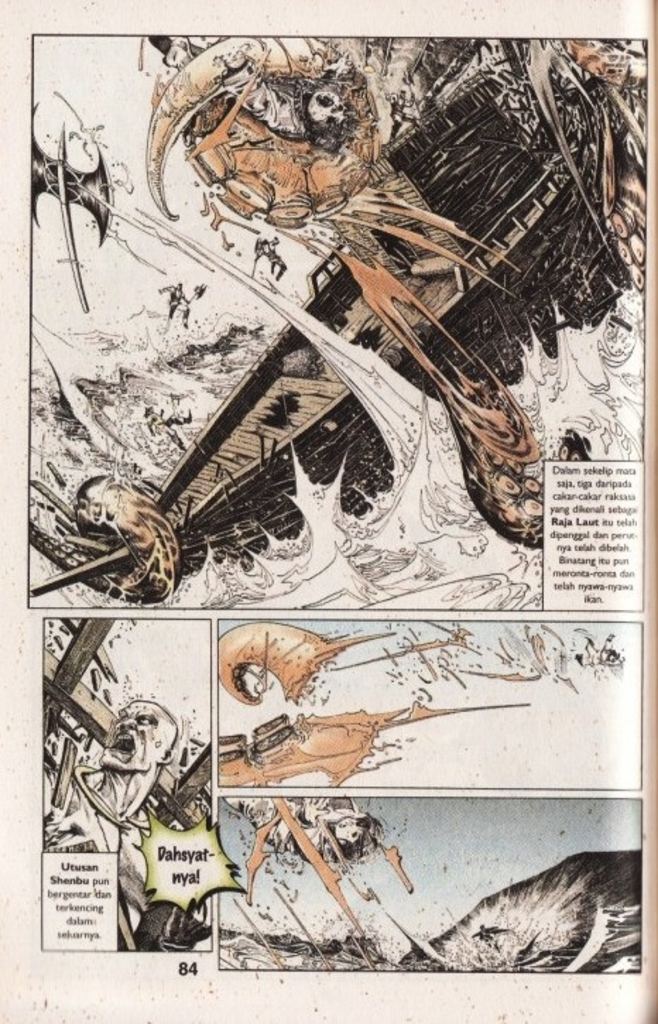 Dalam sekelip mata
saja, tiga daripada
cakar-cakar raksasa
yang dikenali sebagai
Raja Laut itu telah
dipenggal dan perut-
nya telah dibelah.
Binatang itu pun
meronta-ronta dan
telah nyawa-nyawa
ikan.
Dahsyat-
nya!
Utusan
Shenbu pun
bergentar dan
terkencing
dalam
seluarnya.
84